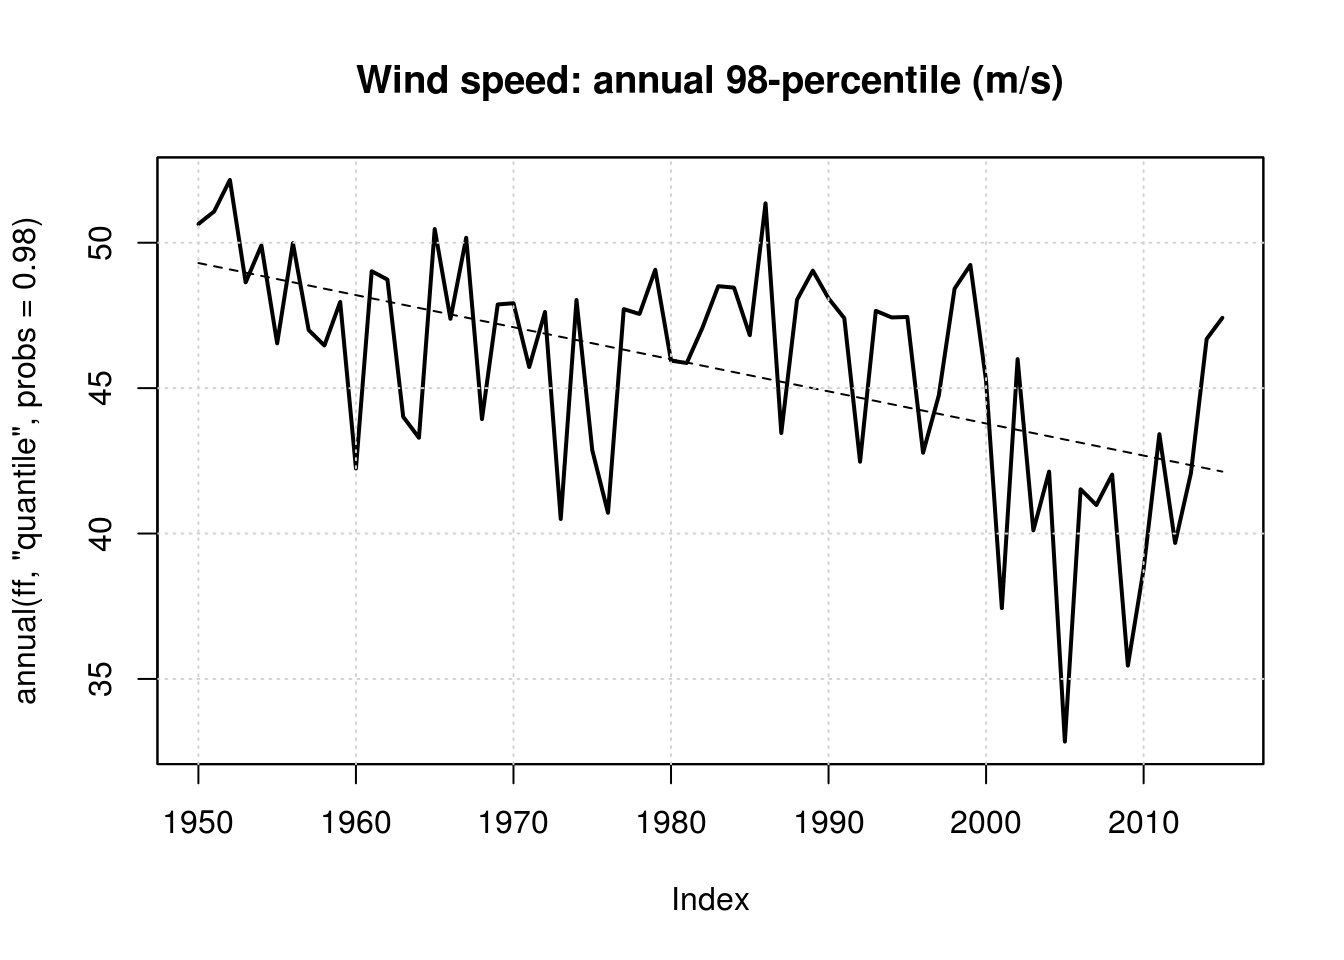 Wind speed: annual 98-percentile (m/s)
annual(ff, "quantile", probs = 0.98)
50
45
40
35
1950 1960 1970 1980 1990 2000 2010
Index